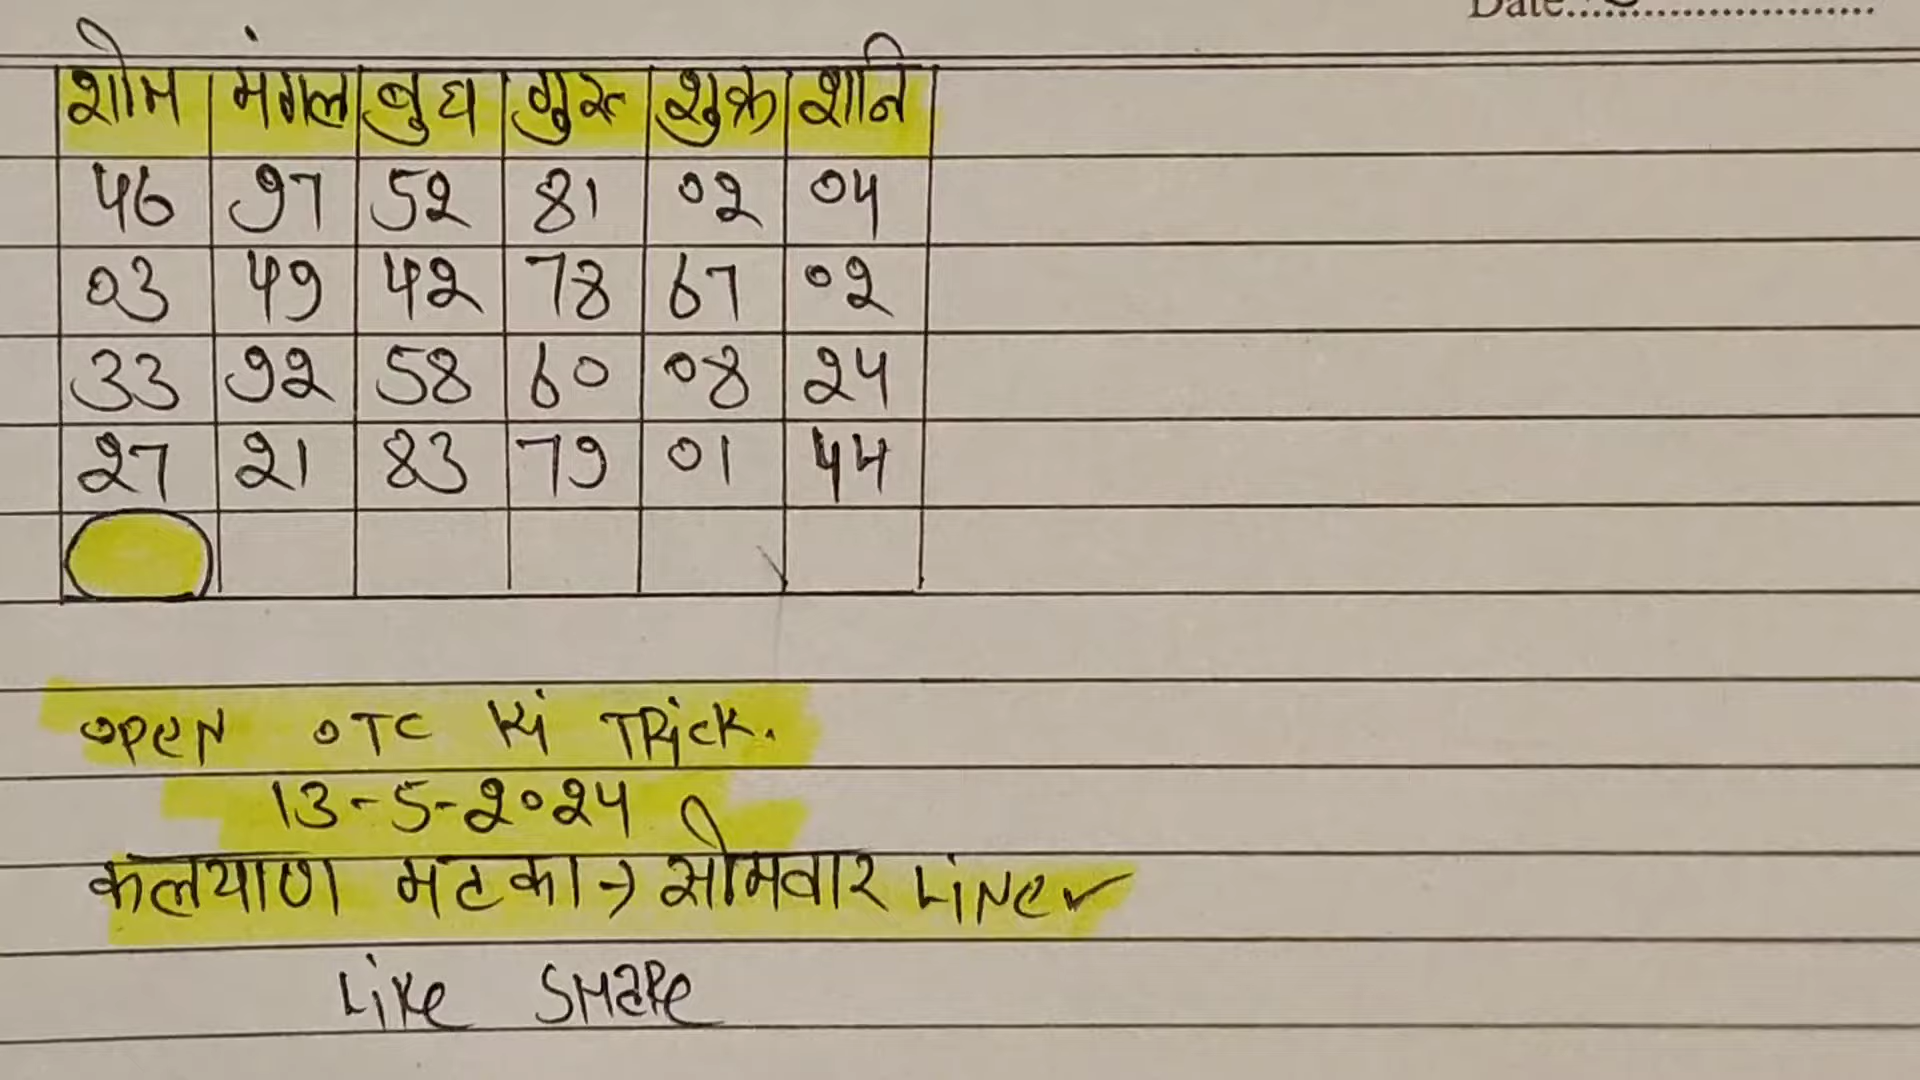 Date........................
शोम मंगल बुध गुरु शुक्र शनि
46 97 52 81 02 04
03 49 42 78 67 02
33 92 58 60 08 24
27 21 83 79 01 44
OPEN OTC Ki TRicK.
13-5-2024
कलयाण मटका → सोमवार LiNe ✓
Like SHaRe